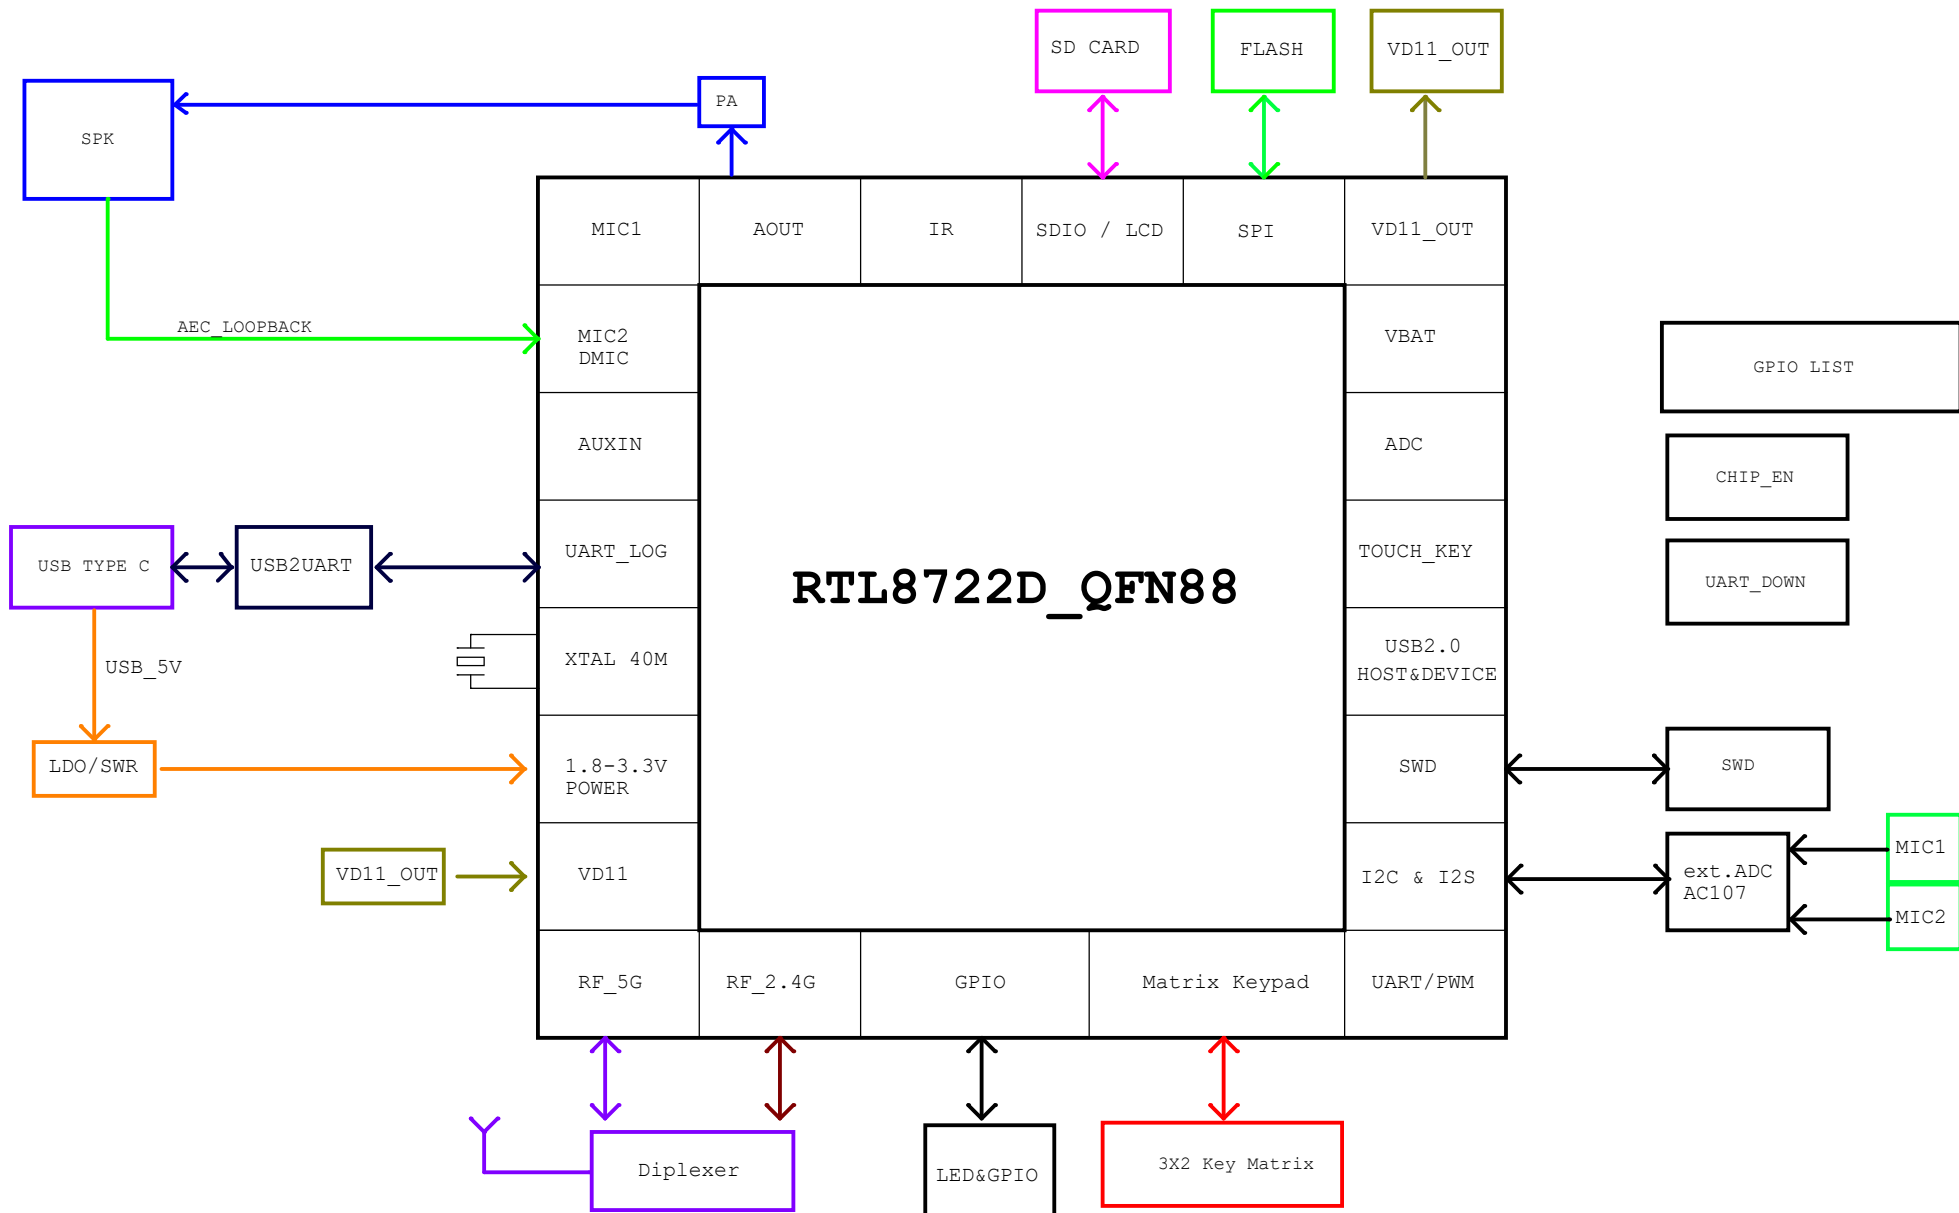 SD CARD
FLASH
VD11_OUT
PA
SPK
MIC1
AOUT
IR
SDIO / LCD
SPI
VD11_OUT
AEC_LOOPBACK
MIC2
DMIC
VBAT
GPIO LIST
AUXIN
ADC
CHIP_EN
USB TYPE C
USB2UART
UART_LOG
TOUCH_KEY
UART_DOWN
RTL8722D_QFN88
USB_5V
XTAL 40M
USB2.0
HOST&DEVICE
LDO/SWR
1.8-3.3V
POWER
SWD
SWD
VD11_OUT
VD11
I2C & I2S
ext.ADC
AC107
MIC1
MIC2
RF_5G
RF_2.4G
GPIO
Matrix Keypad
UART/PWM
Diplexer
LED&GPIO
3X2 Key Matrix